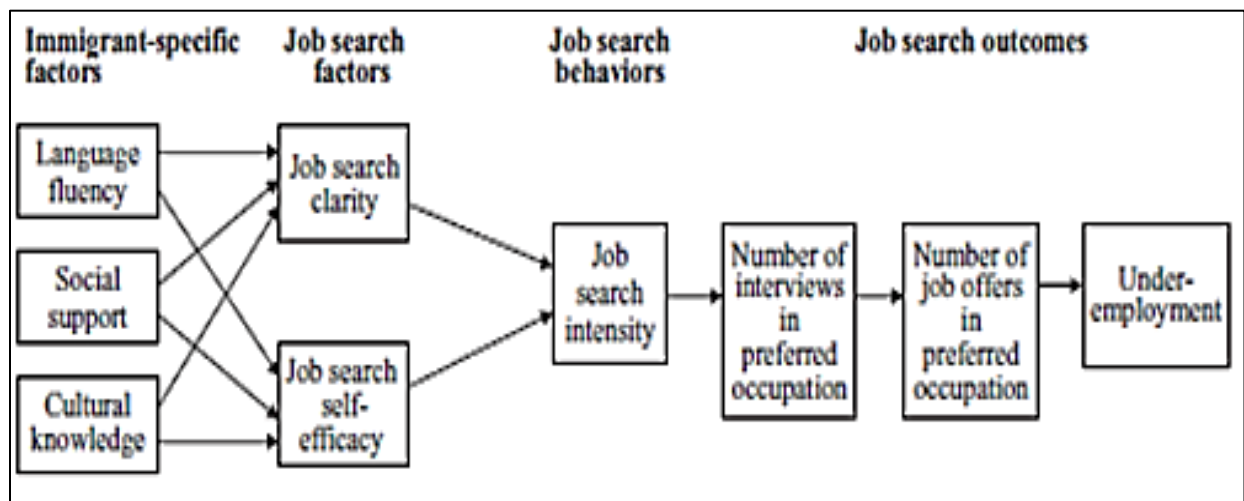 Immigrant-specific
factors
Job search
factors
Job search
behaviors
Job search outcomes
Language
fluency
Social
support
Cultural
knowledge
Job search
clarity
Job search
self-
efficacy
Job
search
intensity
Number of
interviews
in
preferred
occupation
Number of
job offers
in
preferred
occupation
Under-
employment